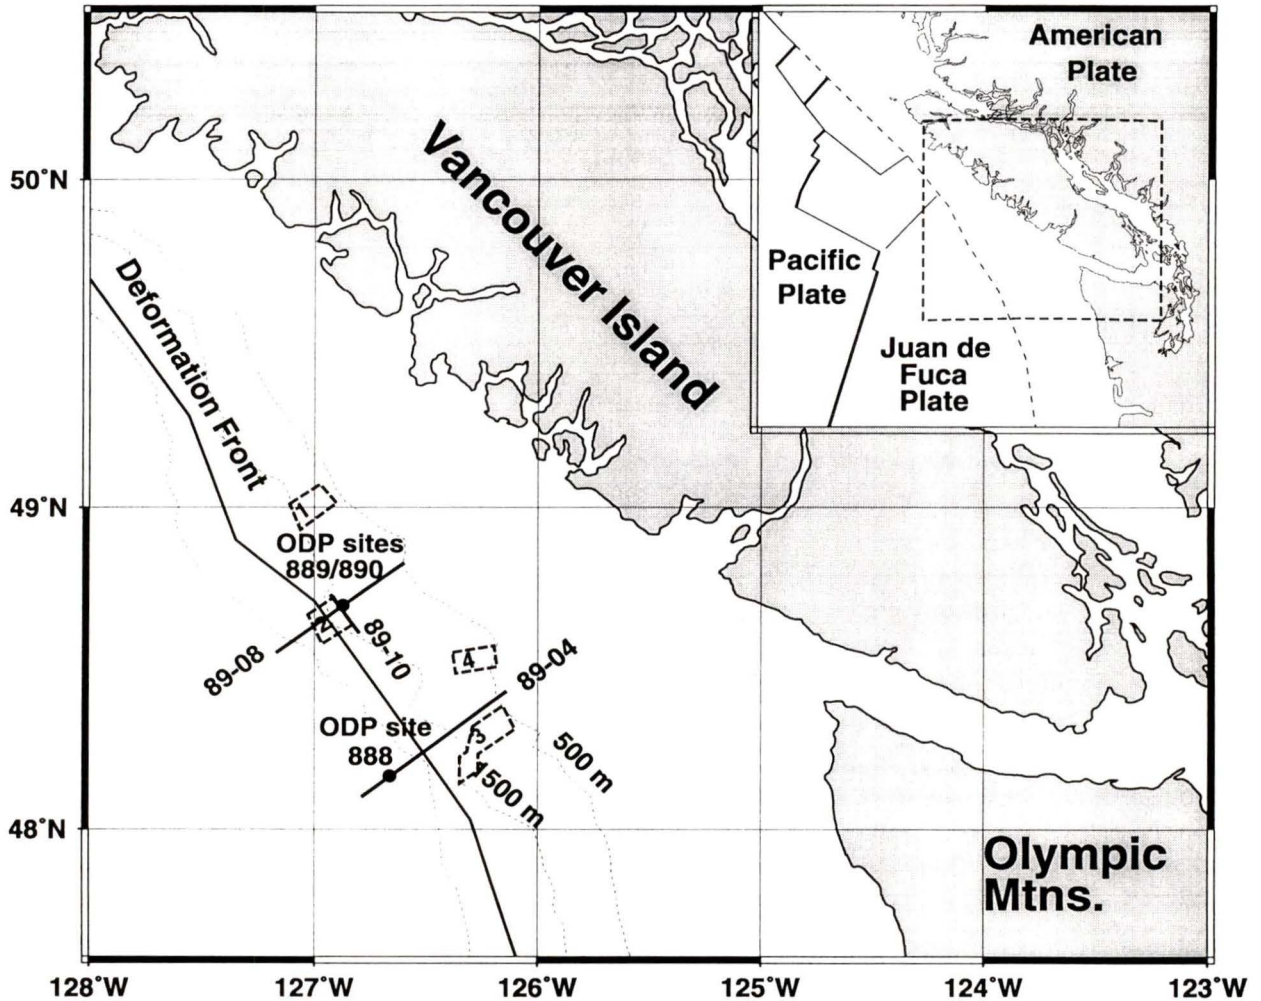 American
Plate
Pacific
Plate
Juan de
Fuca
Plate
Vancouver Island
50°N
Deformation Front
49°N
1
ODP sites
889/890
2
89-10
89-08
4
89-04
ODP site
888
3
500 m
1500 m
48°N
Olympic
Mtns.
128°W
127°W
126°W
125°W
124°W
123°W